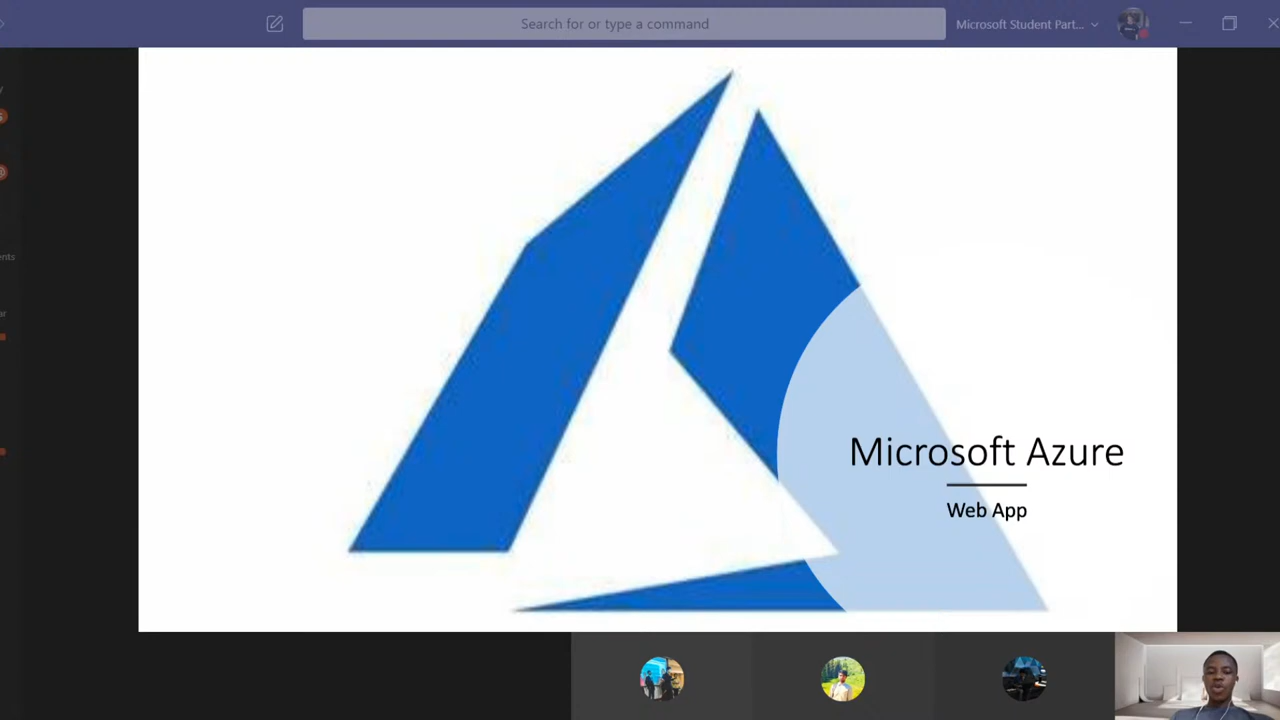 Search for or type a command
Microsoft Student Part...
Microsoft Azure
Web App